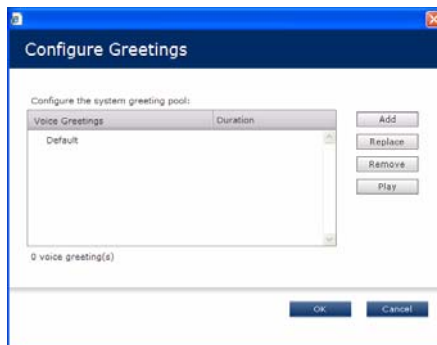 Configure Greetings
Configure the system greeting pool:
Voice Greetings Duration
Default
Add
Replace
Remove
Play
0 voice greeting(s)
OK Cancel